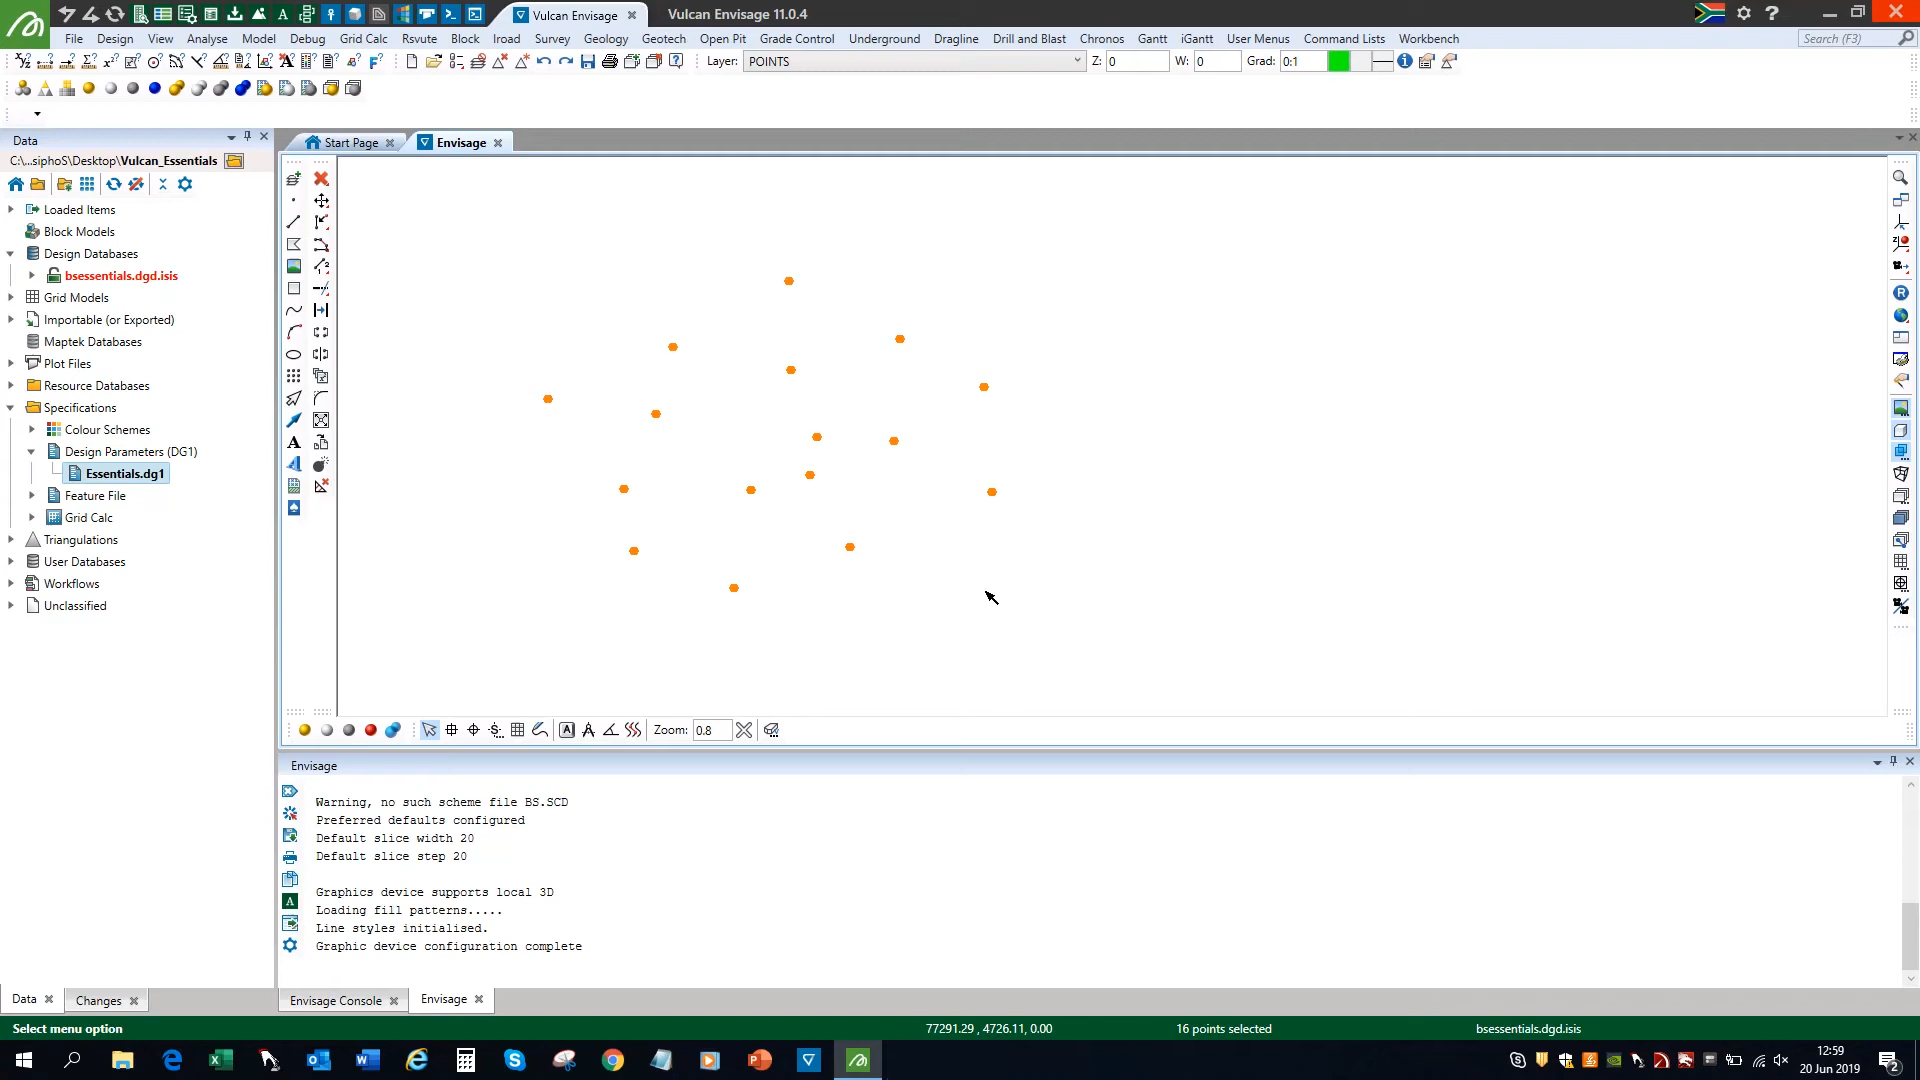 Vulcan Envisage
Vulcan Envisage 11.0.4
File Design View Analyse Model Debug Grid Calc Rsvute Block Iroad Survey Geology Geotech Open Pit Grade Control Underground Dragline Drill and Blast Chronos Gantt iGantt User Menus Command Lists Workbench
Search (F3)
Layer: POINTS Z: 0 W: 0 Grad: 0:1
Data
C:\...siphoS\Desktop\Vulcan_Essentials
Start Page
Envisage
Loaded Items
Block Models
Design Databases
bsessentials.dgd.isis
Grid Models
Importable (or Exported)
Maptek Databases
Plot Files
Resource Databases
Specifications
Colour Schemes
Design Parameters (DG1)
Essentials.dg1
Feature File
Grid Calc
Triangulations
User Databases
Workflows
Unclassified
Zoom: 0.8
Envisage
Warning, no such scheme file BS.SCD
Preferred defaults configured
Default slice width 20
Default slice step 20
Graphics device supports local 3D
Loading fill patterns.....
Line styles initialised.
Graphic device configuration complete
Data
Changes
Envisage Console
Envisage
Select menu option
77291.29 , 4726.11, 0.00
16 points selected
bsessentials.dgd.isis
12:59
20 Jun 2019
2